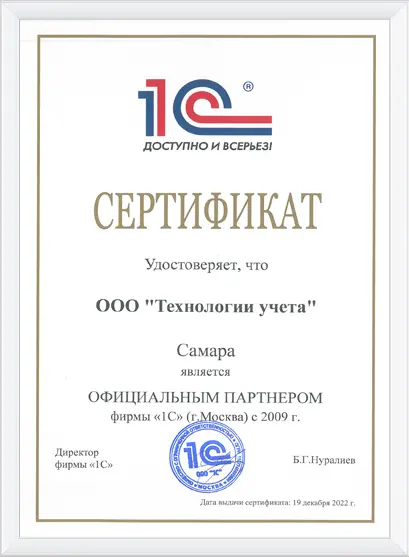 1С®
ДОСТУПНО И ВСЕРЬЕЗ!
СЕРТИФИКАТ
Удостоверяет, что
ООО "Технологии учета"
Самара
является
ОФИЦИАЛЬНЫМ ПАРТНЕРОМ
фирмы «1С» (г.Москва) с 2009 г.
Директор
фирмы «1С»
1С
ООО "1С"
МОСКВА
Б.Г.Нуралиев
Дата выдачи сертификата: 19 декабря 2022 г.